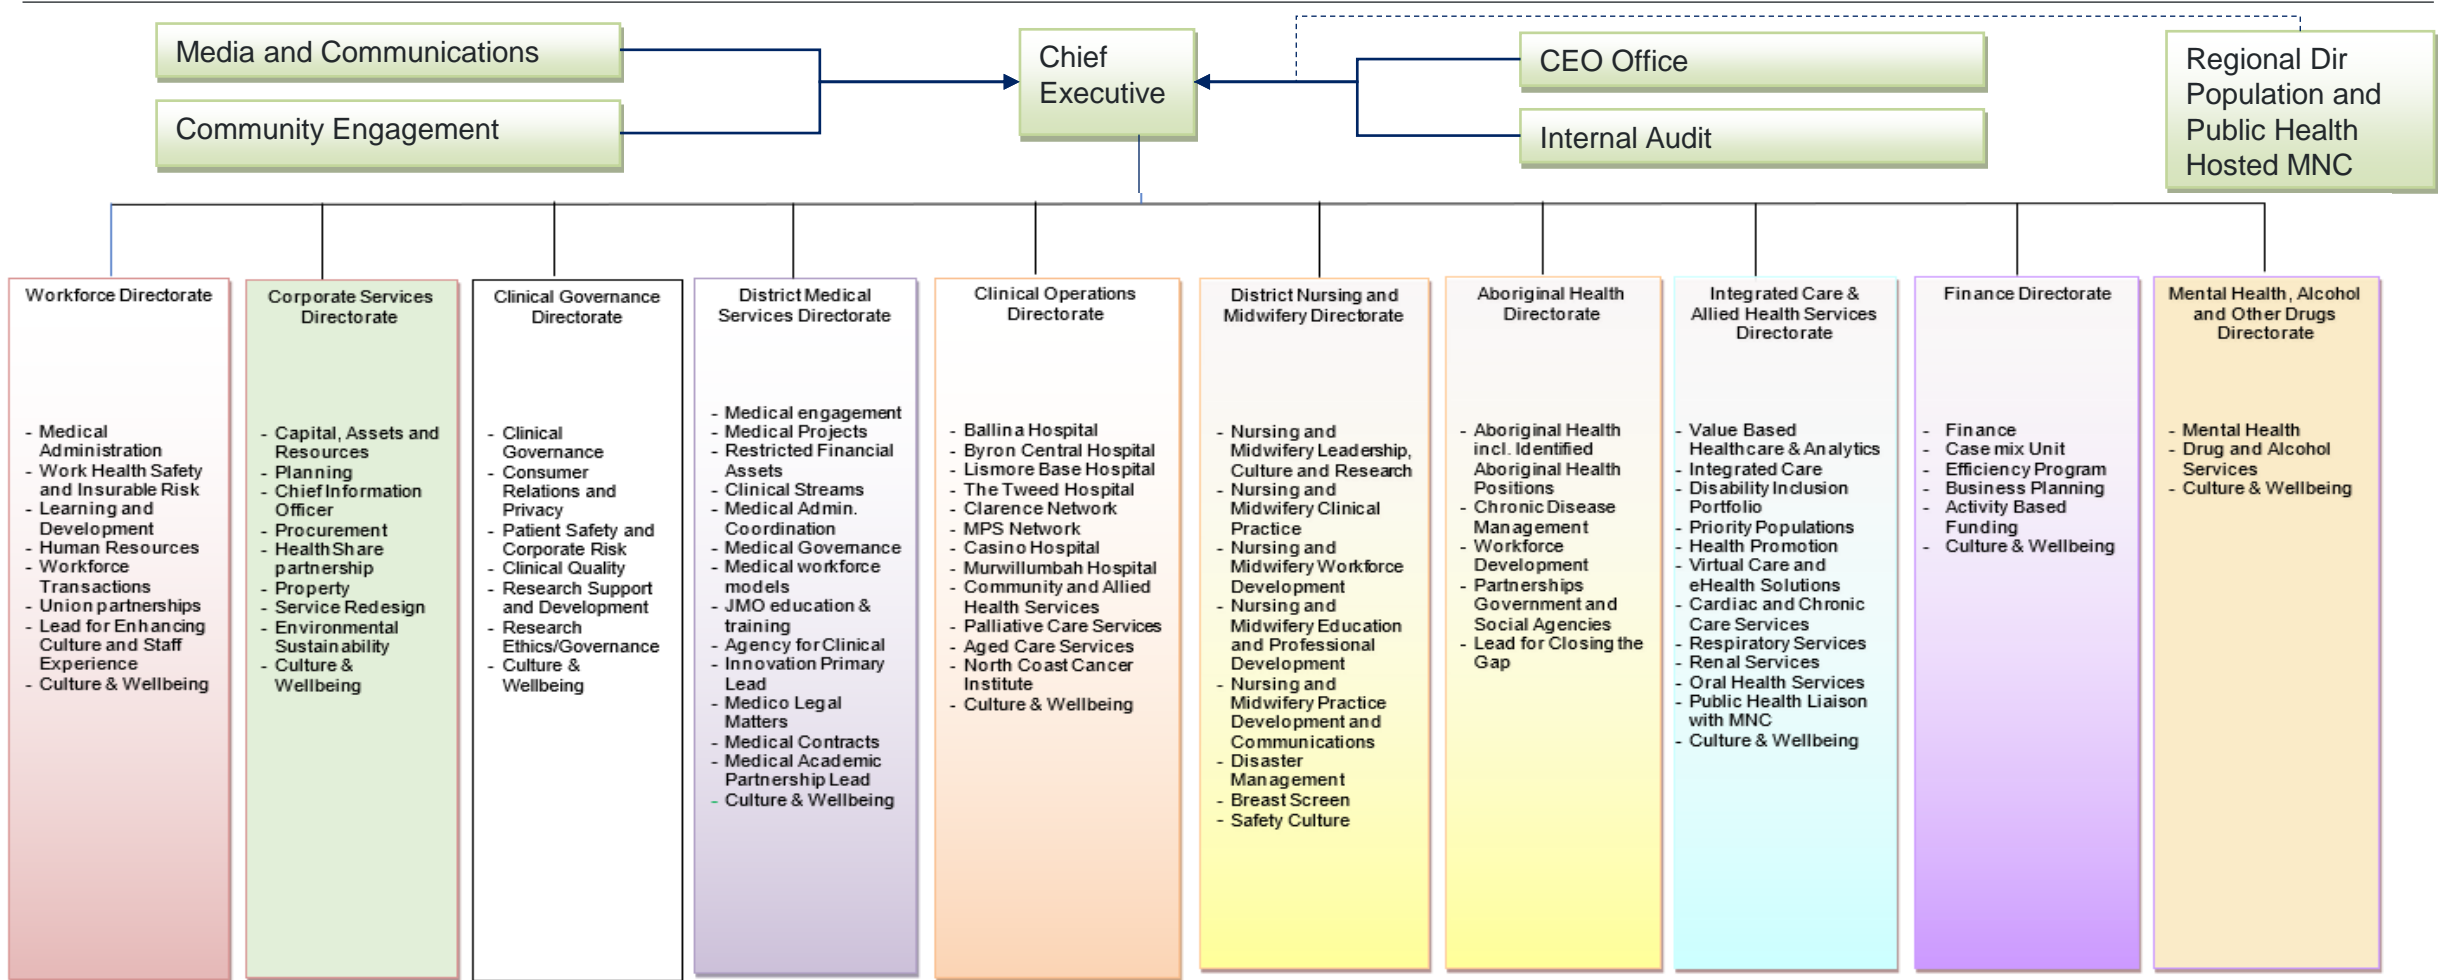 Media and Communications
Community Engagement
Chief
Executive
CEO Office
Internal Audit
Regional Dir
Population and
Public Health
Hosted MNC
Workforce Directorate
- Medical
Administration
- Work Health Safety
and Insurable Risk
- Learning and
Development
- Human Resources
- Workforce
Transactions
- Union partnerships
- Lead for Enhancing
Culture and Staff
Experience
- Culture & Wellbeing
Corporate Services
Directorate
- Capital, Assets and
Resources
- Planning
- Chief Information
Officer
- Procurement
- HealthShare
partnership
- Property
- Service Redesign
- Environmental
Sustainability
- Culture &
Wellbeing
Clinical Governance
Directorate
- Clinical
Governance
- Consumer
Relations and
Privacy
- Patient Safety and
Corporate Risk
- Clinical Quality
- Research Support
and Development
- Research
Ethics/Governance
- Culture &
Wellbeing
District Medical
Services Directorate
- Medical engagement
- Medical Projects
- Restricted Financial
Assets
- Clinical Streams
- Medical Admin.
Coordination
- Medical Governance
- Medical workforce
models
- JMO education &
training
- Agency for Clinical
- Innovation Primary
Lead
- Medico Legal
Matters
- Medical Contracts
- Medical Academic
Partnership Lead
- Culture & Wellbeing
Clinical Operations
Directorate
- Ballina Hospital
- Byron Central Hospital
- Lismore Base Hospital
- The Tweed Hospital
- Clarence Network
- MPS Network
- Casino Hospital
- Murwillumbah Hospital
- Community and Allied
Health Services
- Palliative Care Services
- Aged Care Services
- North Coast Cancer
Institute
- Culture & Wellbeing
District Nursing and
Midwifery Directorate
- Nursing and
Midwifery Leadership,
Culture and Research
- Nursing and
Midwifery Clinical
Practice
- Nursing and
Midwifery Workforce
Development
- Nursing and
Midwifery Education
and Professional
Development
- Nursing and
Midwifery Practice
Development and
Communications
- Disaster
Management
- Breast Screen
- Safety Culture
Aboriginal Health
Directorate
- Aboriginal Health
incl. Identified
Aboriginal Health
Positions
- Chronic Disease
Management
- Workforce
Development
- Partnerships
Government and
Social Agencies
- Lead for Closing the
Gap
Integrated Care &
Allied Health Services
Directorate
- Value Based
Healthcare & Analytics
- Integrated Care
- Disability Inclusion
Portfolio
- Priority Populations
- Health Promotion
- Virtual Care and
eHealth Solutions
- Cardiac and Chronic
Care Services
- Respiratory Services
- Renal Services
- Oral Health Services
- Public Health Liaison
with MNC
- Culture & Wellbeing
Finance Directorate
- Finance
- Case mix Unit
- Efficiency Program
- Business Planning
- Activity Based
Funding
- Culture & Wellbeing
Mental Health, Alcohol
and Other Drugs
Directorate
- Mental Health
- Drug and Alcohol
Services
- Culture & Wellbeing